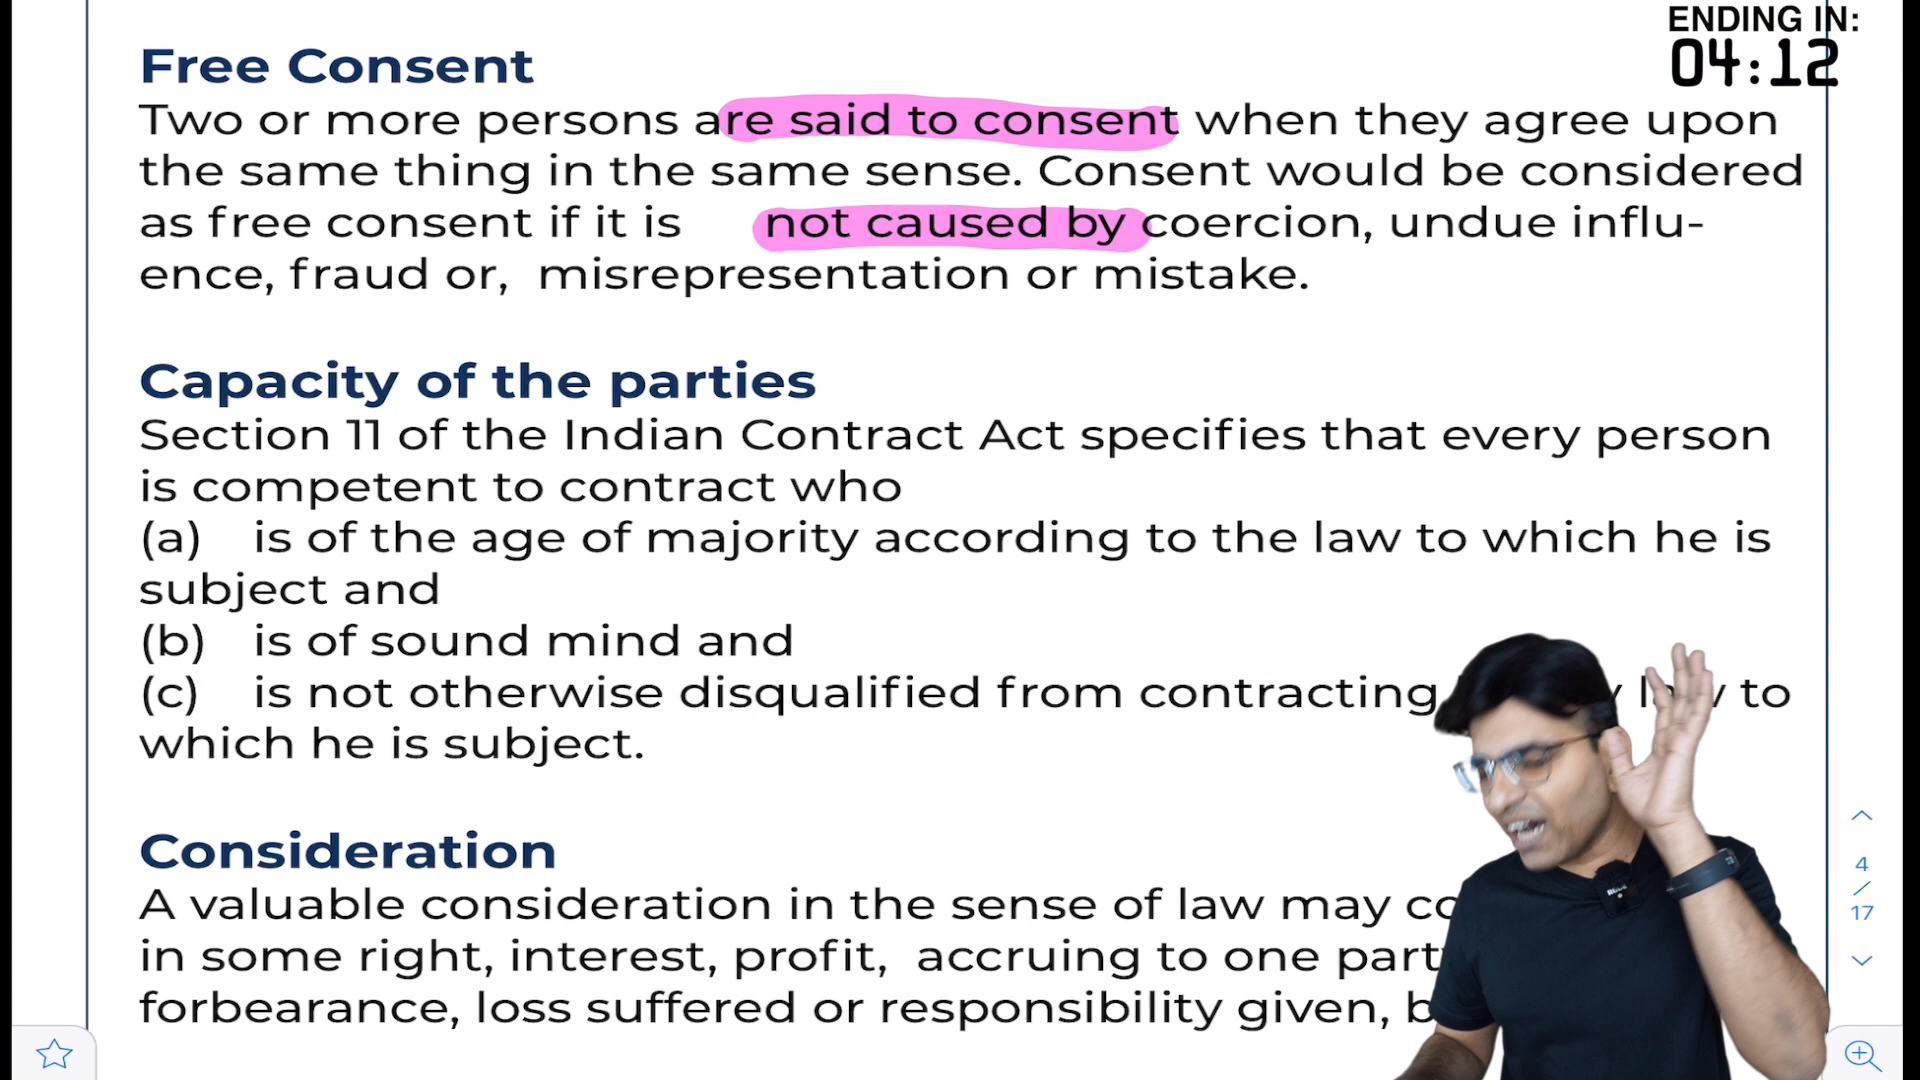 ENDING IN:
04:12
Free Consent
Two or more persons are said to consent when they agree upon
the same thing in the same sense. Consent would be considered
as free consent if it is not caused by coercion, undue influ-
ence, fraud or, misrepresentation or mistake.
Capacity of the parties
Section 11 of the Indian Contract Act specifies that every person
is competent to contract who
(a) is of the age of majority according to the law to which he is
subject and
(b) is of sound mind and
(c) is not otherwise disqualified from contracting to
which he is subject.
Consideration
A valuable consideration in the sense of law may
in some right, interest, profit, accruing to one
forbearance, loss suffered or responsibility given,
4
/
17